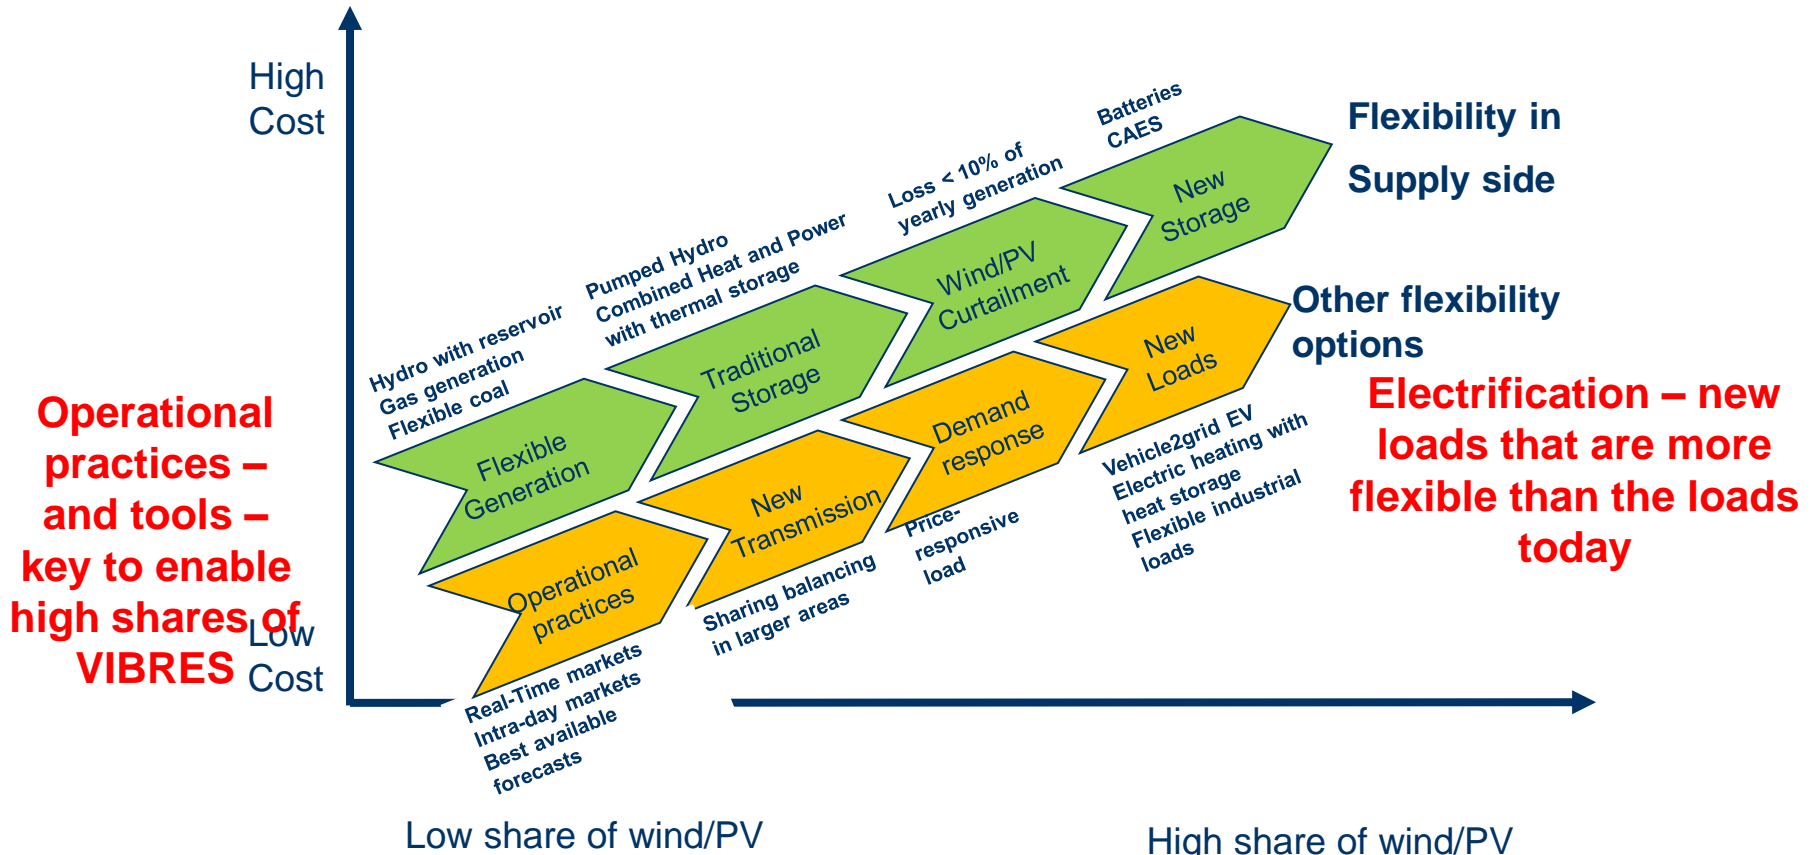 High
Cost
Batteries
CAES
Flexibility in
Supply side
Loss < 10% of
yearly generation
New
Storage
Pumped Hydro
Combined Heat and Power
with thermal storage
Wind/PV
Curtailment
Hydro with reservoir
Gas generation
Flexible coal
Traditional
Storage
Other flexibility
options
New
Loads
Flexible
Generation
Demand
response
Operational
practices –
and tools –
key to enable
high shares of
VIBRES
Electrification – new
loads that are more
flexible than the loads
today
New
Transmission
Vehicle2grid EV
Electric heating with
heat storage
Flexible industrial
loads
Price-
responsive
load
Operational
practices
Sharing balancing
in larger areas
Low
Cost
Real-Time markets
Intra-day markets
Best available
forecasts
Low share of wind/PV
High share of wind/PV